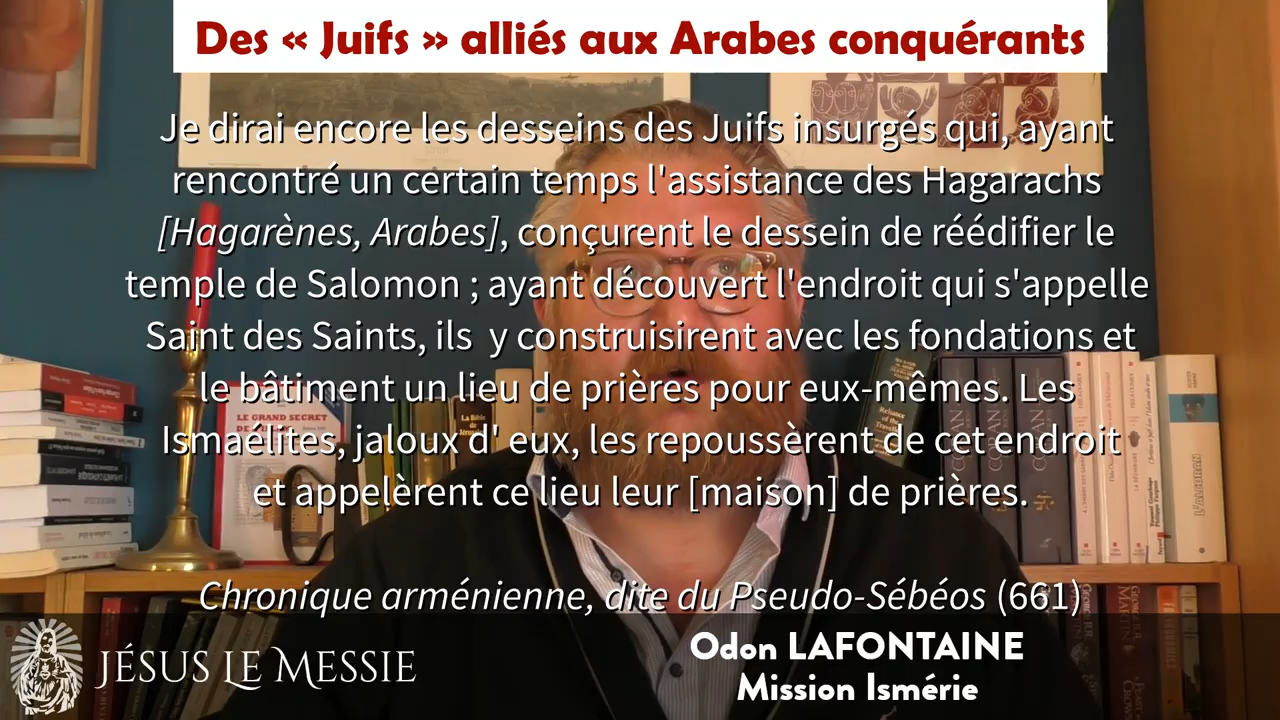 Des « Juifs » alliés aux Arabes conquérants
Je dirai encore les desseins des Juifs insurgés qui, ayant
rencontré un certain temps l'assistance des Hagarachs
[Hagarènes, Arabes], conçurent le dessein de réédifier le
temple de Salomon ; ayant découvert l'endroit qui s'appelle
Saint des Saints, ils  y construisirent avec les fondations et
le bâtiment un lieu de prières pour eux-mêmes. Les
Ismaélites, jaloux d' eux, les repoussèrent de cet endroit
et appelèrent ce lieu leur [maison] de prières.
Chronique arménienne, dite du Pseudo-Sébéos (661)
LE GRAND SECRET
L'ALCORAN
JÉSUS LE MESSIE
Odon LAFONTAINE
Mission Ismérie